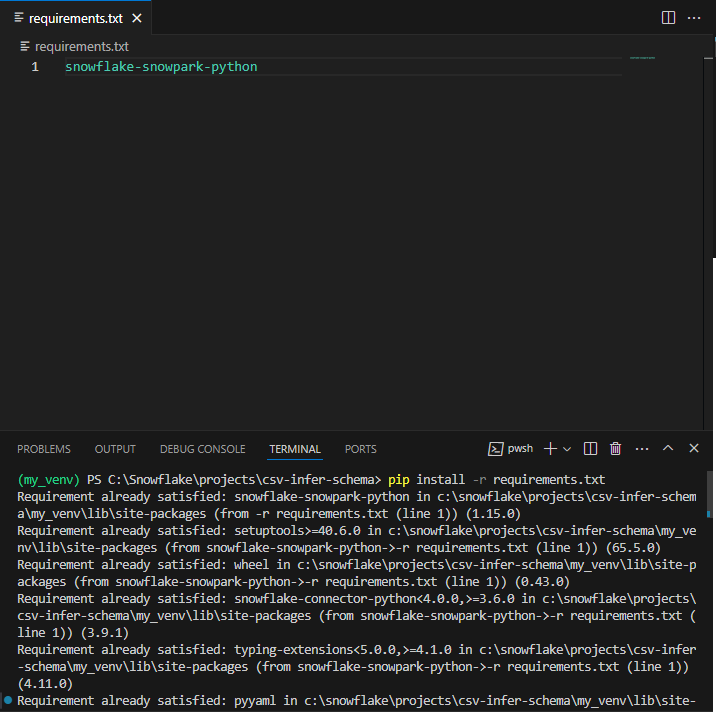 requirements.txt
requirements.txt
1 snowflake-snowpark-python
PROBLEMS OUTPUT DEBUG CONSOLE TERMINAL PORTS pwsh
(my_venv) PS C:\Snowflake\projects\csv-infer-schema> pip install -r requirements.txt
Requirement already satisfied: snowflake-snowpark-python in c:\snowflake\projects\csv-infer-schem
a\my_venv\lib\site-packages (from -r requirements.txt (line 1)) (1.15.0)
Requirement already satisfied: setuptools>=40.6.0 in c:\snowflake\projects\csv-infer-schema\my_ve
nv\lib\site-packages (from snowflake-snowpark-python->-r requirements.txt (line 1)) (65.5.0)
Requirement already satisfied: wheel in c:\snowflake\projects\csv-infer-schema\my_venv\lib\site-p
ackages (from snowflake-snowpark-python->-r requirements.txt (line 1)) (0.43.0)
Requirement already satisfied: snowflake-connector-python<4.0.0,>=3.6.0 in c:\snowflake\projects\
csv-infer-schema\my_venv\lib\site-packages (from snowflake-snowpark-python->-r requirements.txt (
line 1)) (3.9.1)
Requirement already satisfied: typing-extensions<5.0.0,>=4.1.0 in c:\snowflake\projects\csv-infer
-schema\my_venv\lib\site-packages (from snowflake-snowpark-python->-r requirements.txt (line 1))
(4.11.0)
Requirement already satisfied: pyyaml in c:\snowflake\projects\csv-infer-schema\my_venv\lib\site-